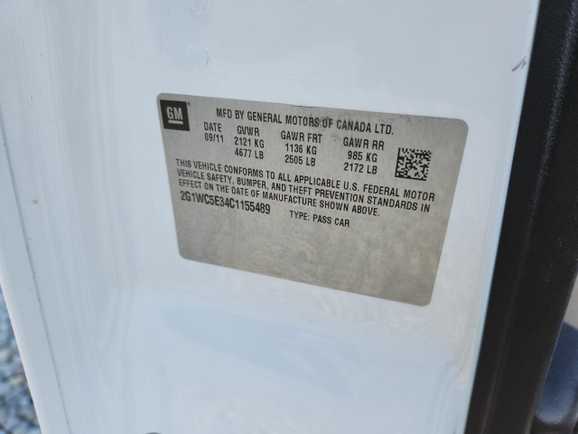 GM
MFD BY GENERAL MOTORS OF CANADA LTD.
DATE GVWR GAWR FRT GAWR RR
09/11 2121 KG 1136 KG 985 KG
4677 LB 2505 LB 2172 LB
THIS VEHICLE CONFORMS TO ALL APPLICABLE U.S. FEDERAL MOTOR
VEHICLE SAFETY, BUMPER, AND THEFT PREVENTION STANDARDS IN
EFFECT ON THE DATE OF MANUFACTURE SHOWN ABOVE.
2G1WC5E34C1155489 TYPE: PASS CAR